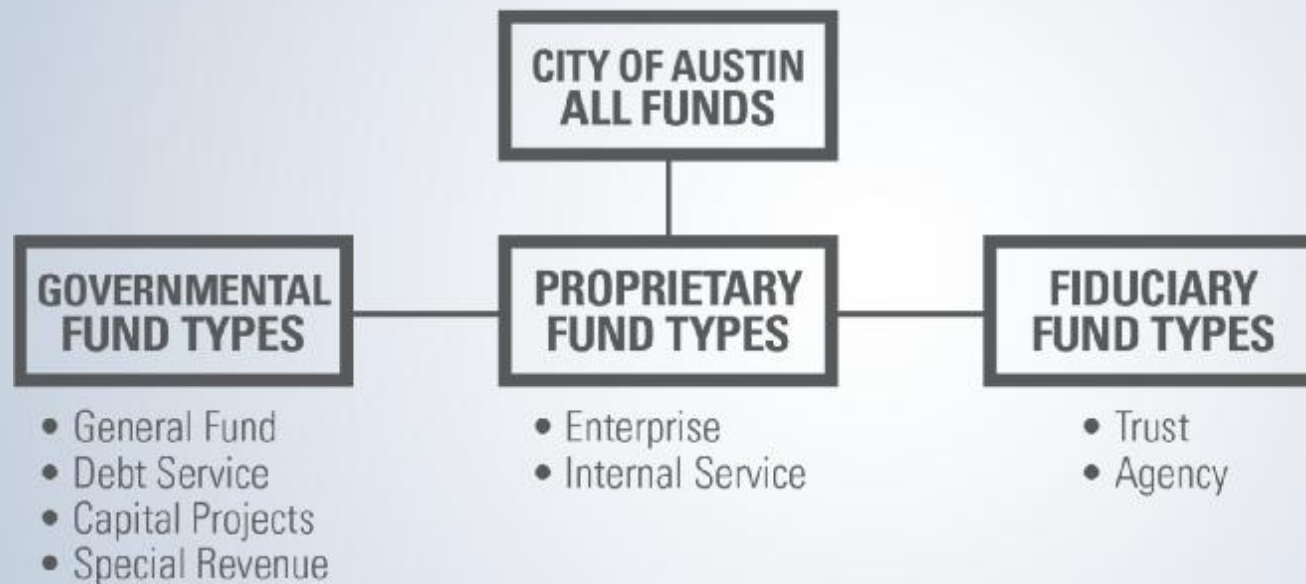 CITY OF AUSTIN
ALL FUNDS
GOVERNMENTAL
FUND TYPES
• General Fund
• Debt Service
• Capital Projects
• Special Revenue
PROPRIETARY
FUND TYPES
• Enterprise
• Internal Service
FIDUCIARY
FUND TYPES
• Trust
• Agency